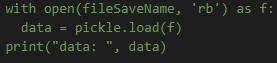 with open(fileSaveName, 'rb') as f:
  data = pickle.load(f)
print("data: ", data)